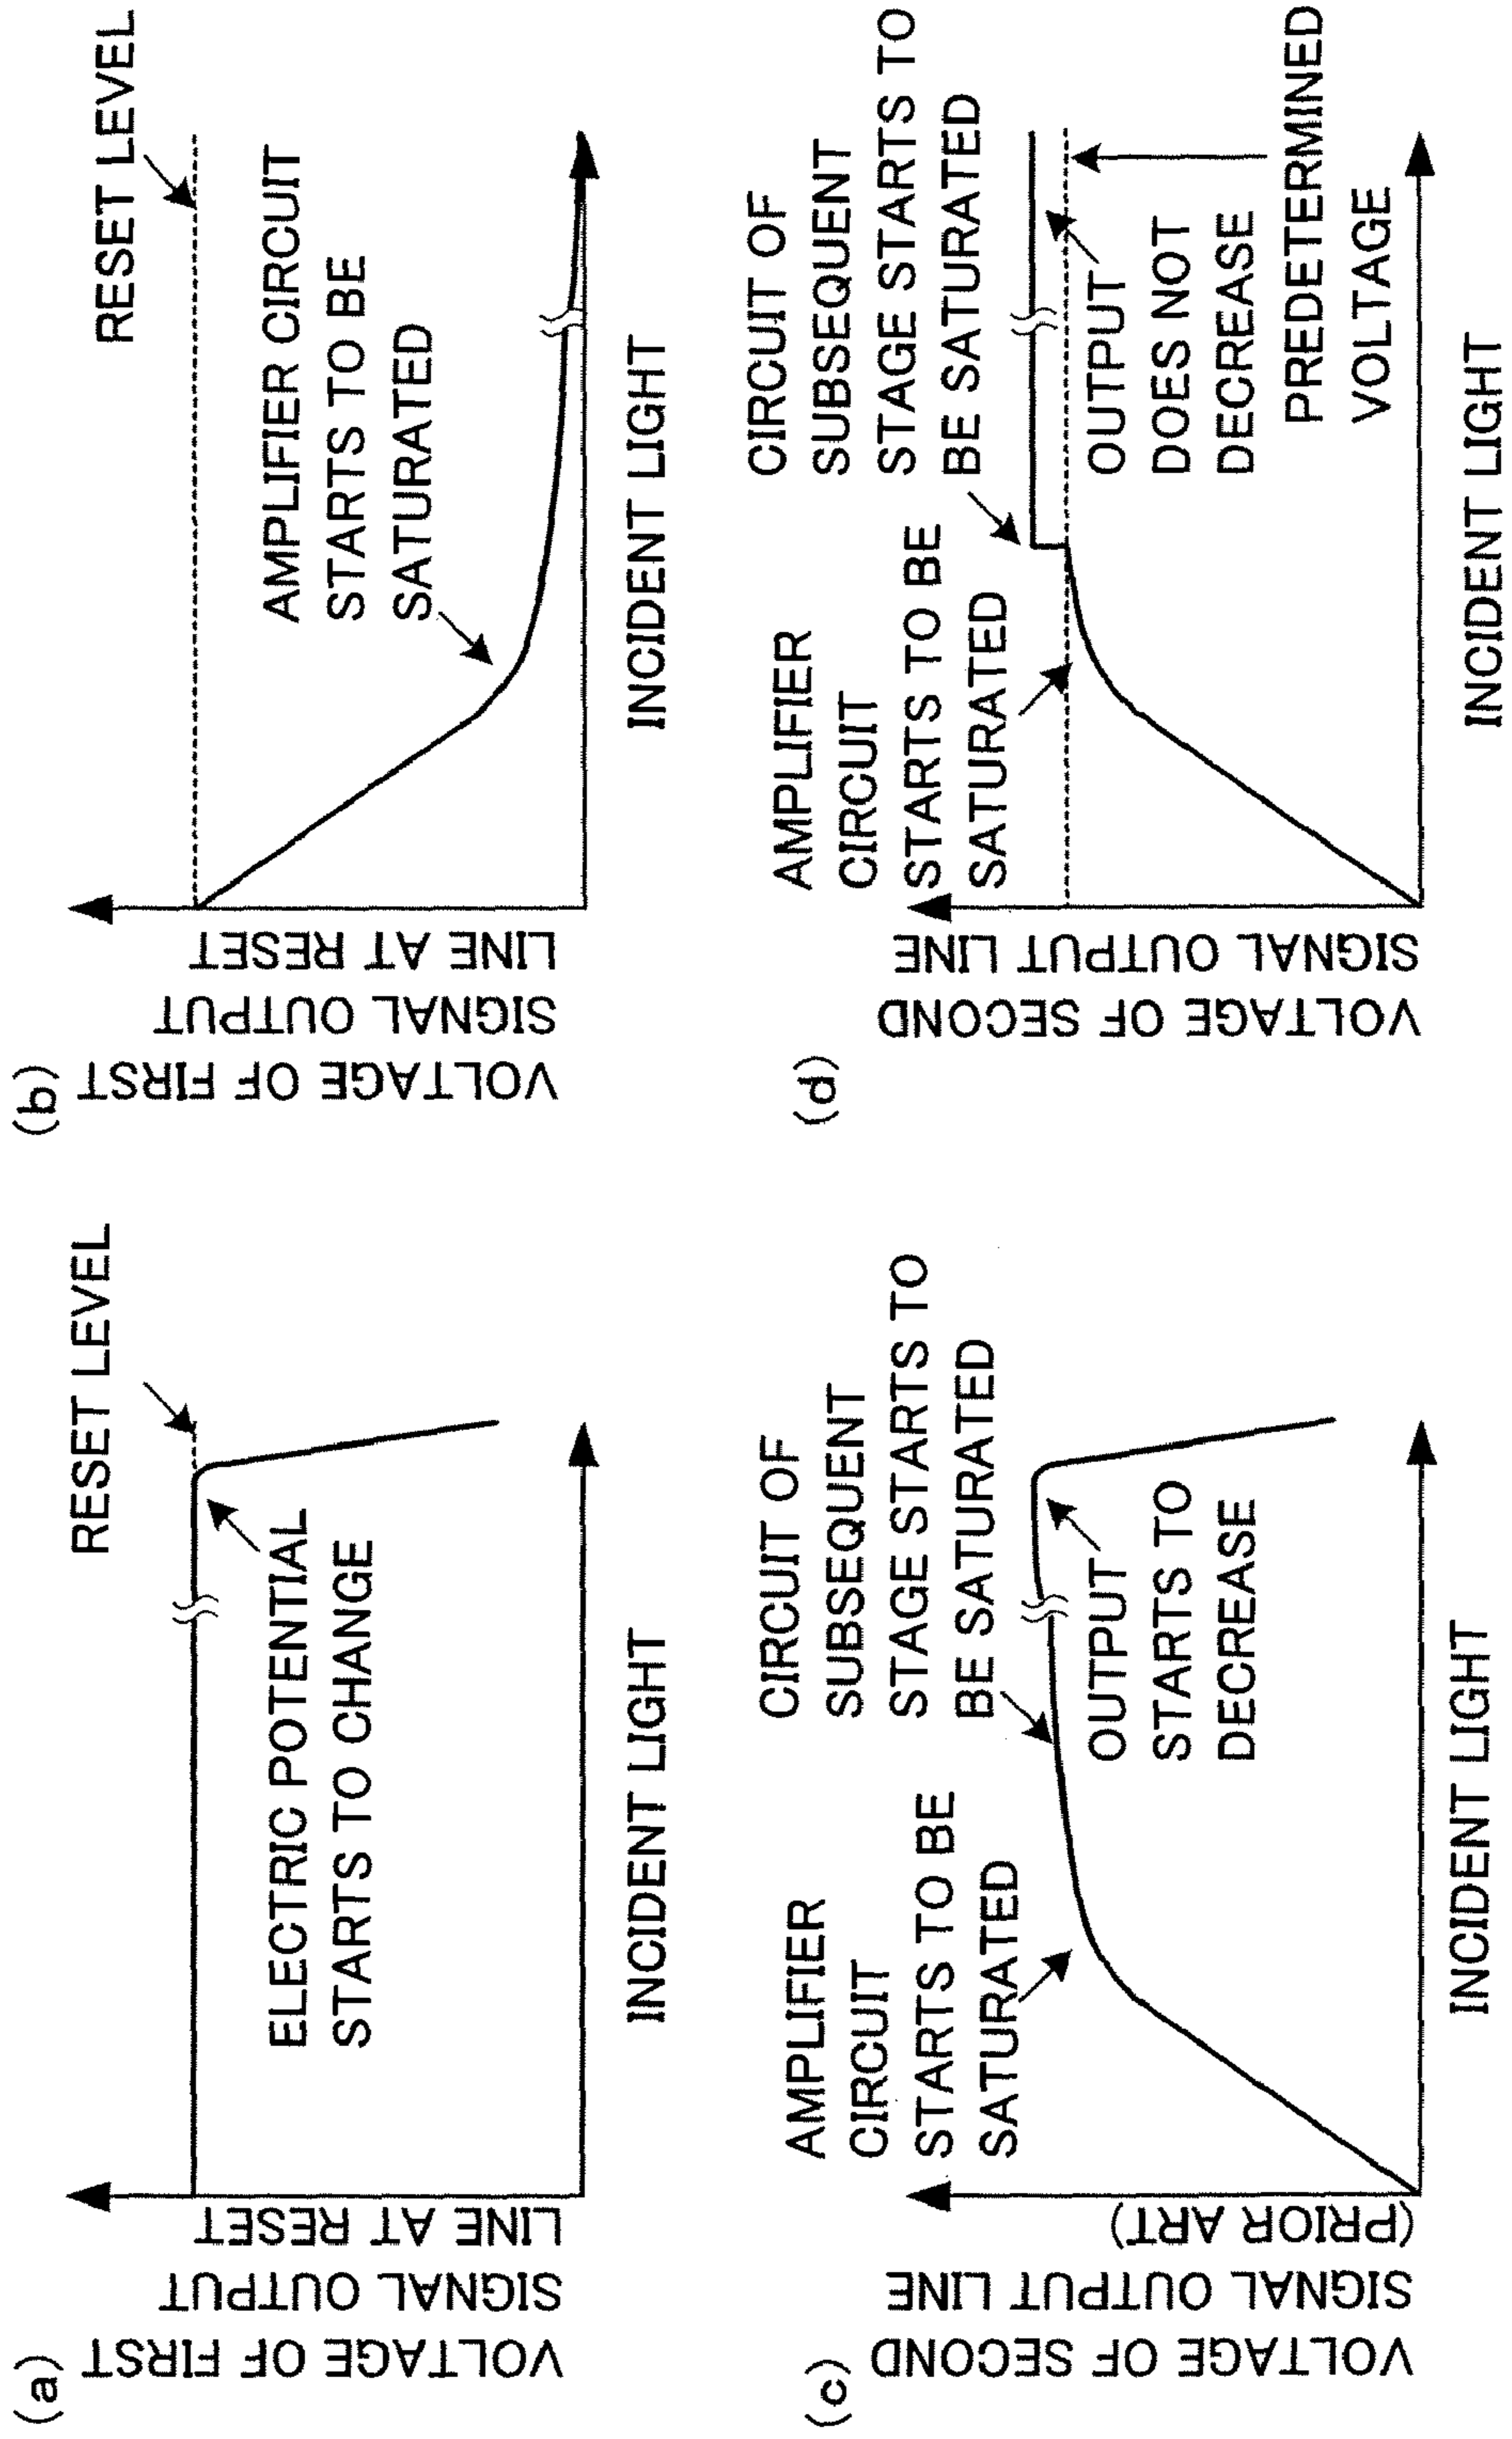 (a)
VOLTAGE OF FIRST
SIGNAL OUTPUT
LINE AT RESET
RESET LEVEL
ELECTRIC POTENTIAL
STARTS TO CHANGE
INCIDENT LIGHT
(b)
VOLTAGE OF FIRST
SIGNAL OUTPUT
LINE AT RESET
RESET LEVEL
AMPLIFIER CIRCUIT
STARTS TO BE
SATURATED
INCIDENT LIGHT
(c)
VOLTAGE OF SECOND
SIGNAL OUTPUT LINE
(PRIOR ART)
AMPLIFIER
CIRCUIT
STARTS TO BE
SATURATED
CIRCUIT OF
SUBSEQUENT
STAGE STARTS TO
BE SATURATED
OUTPUT
STARTS TO
DECREASE
INCIDENT LIGHT
(d)
VOLTAGE OF SECOND
SIGNAL OUTPUT LINE
AMPLIFIER
CIRCUIT
STARTS TO BE
SATURATED
CIRCUIT OF
SUBSEQUENT
STAGE STARTS TO
BE SATURATED
OUTPUT
DOES NOT
DECREASE
PREDETERMINED
VOLTAGE
INCIDENT LIGHT